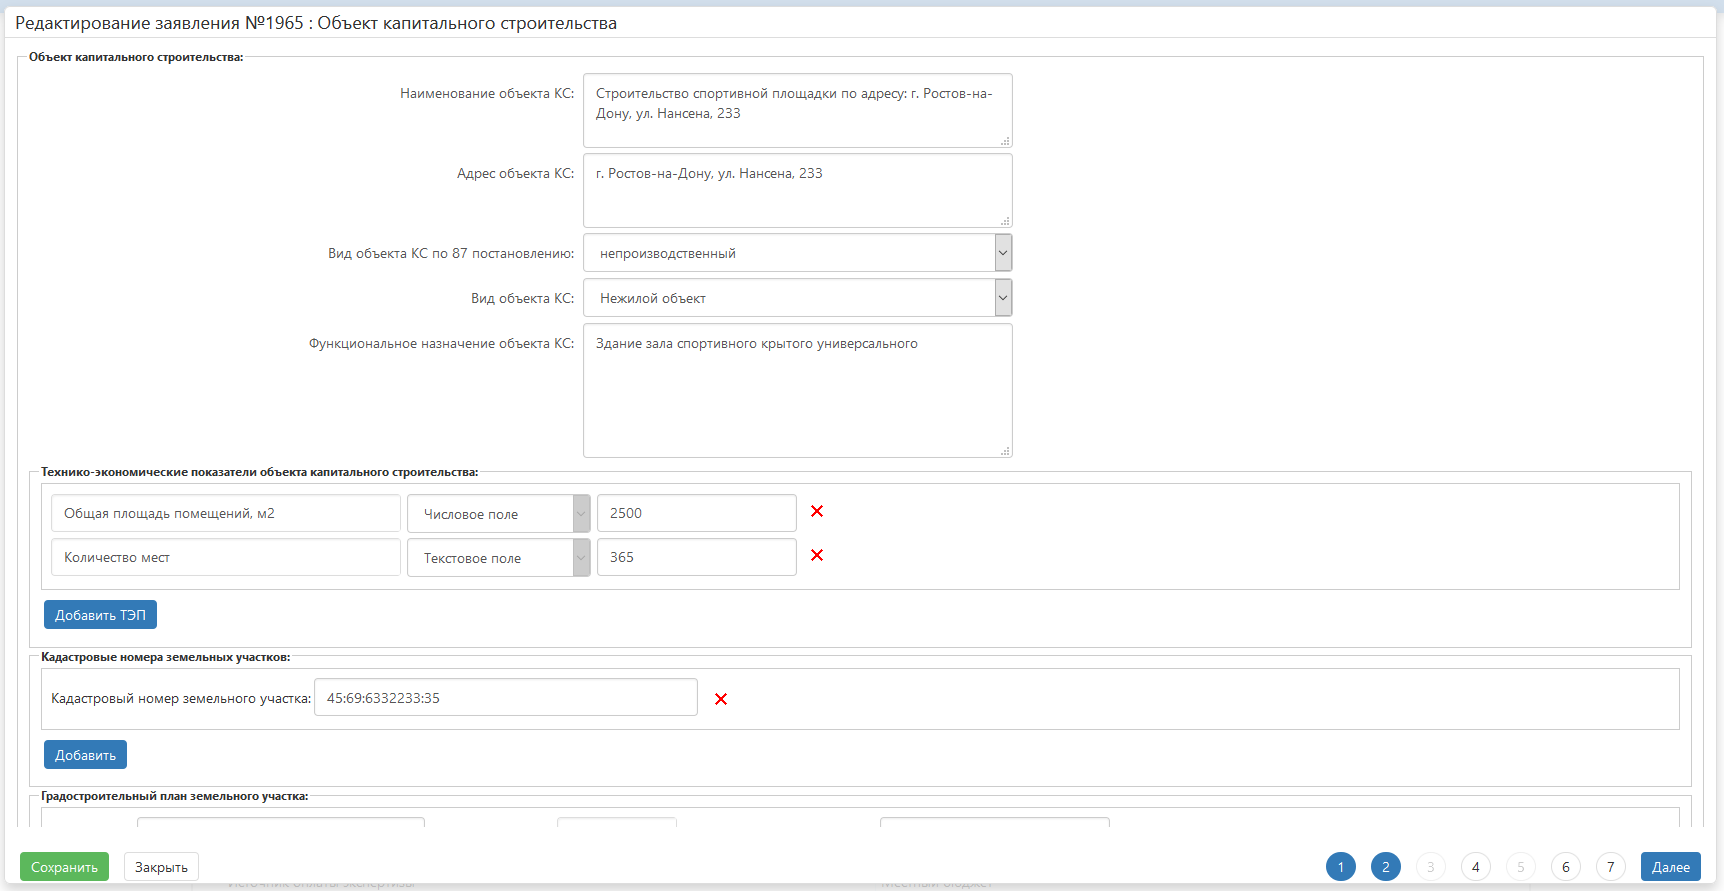 Редактирование заявления №1965 : Объект капитального строительства
Объект капитального строительства:
Наименование объекта КС:
Строительство спортивной площадки по адресу: г. Ростов-на-
Дону, ул. Нансена, 233
Адрес объекта КС:
г. Ростов-на-Дону, ул. Нансена, 233
Вид объекта КС по 87 постановлению:
непроизводственный
Вид объекта КС:
Нежилой объект
Функциональное назначение объекта КС:
Здание зала спортивного крытого универсального
Технико-экономические показатели объекта капитального строительства:
Общая площадь помещений, м2 Числовое поле 2500
Количество мест Текстовое поле 365
Добавить ТЭП
Кадастровые номера земельных участков:
Кадастровый номер земельного участка: 45:69:6332233:35
Добавить
Градостроительный план земельного участка:
Сохранить Закрыть 1 2 3 4 5 6 7 Далее
Источник оплаты экспертизы Местный бюджет